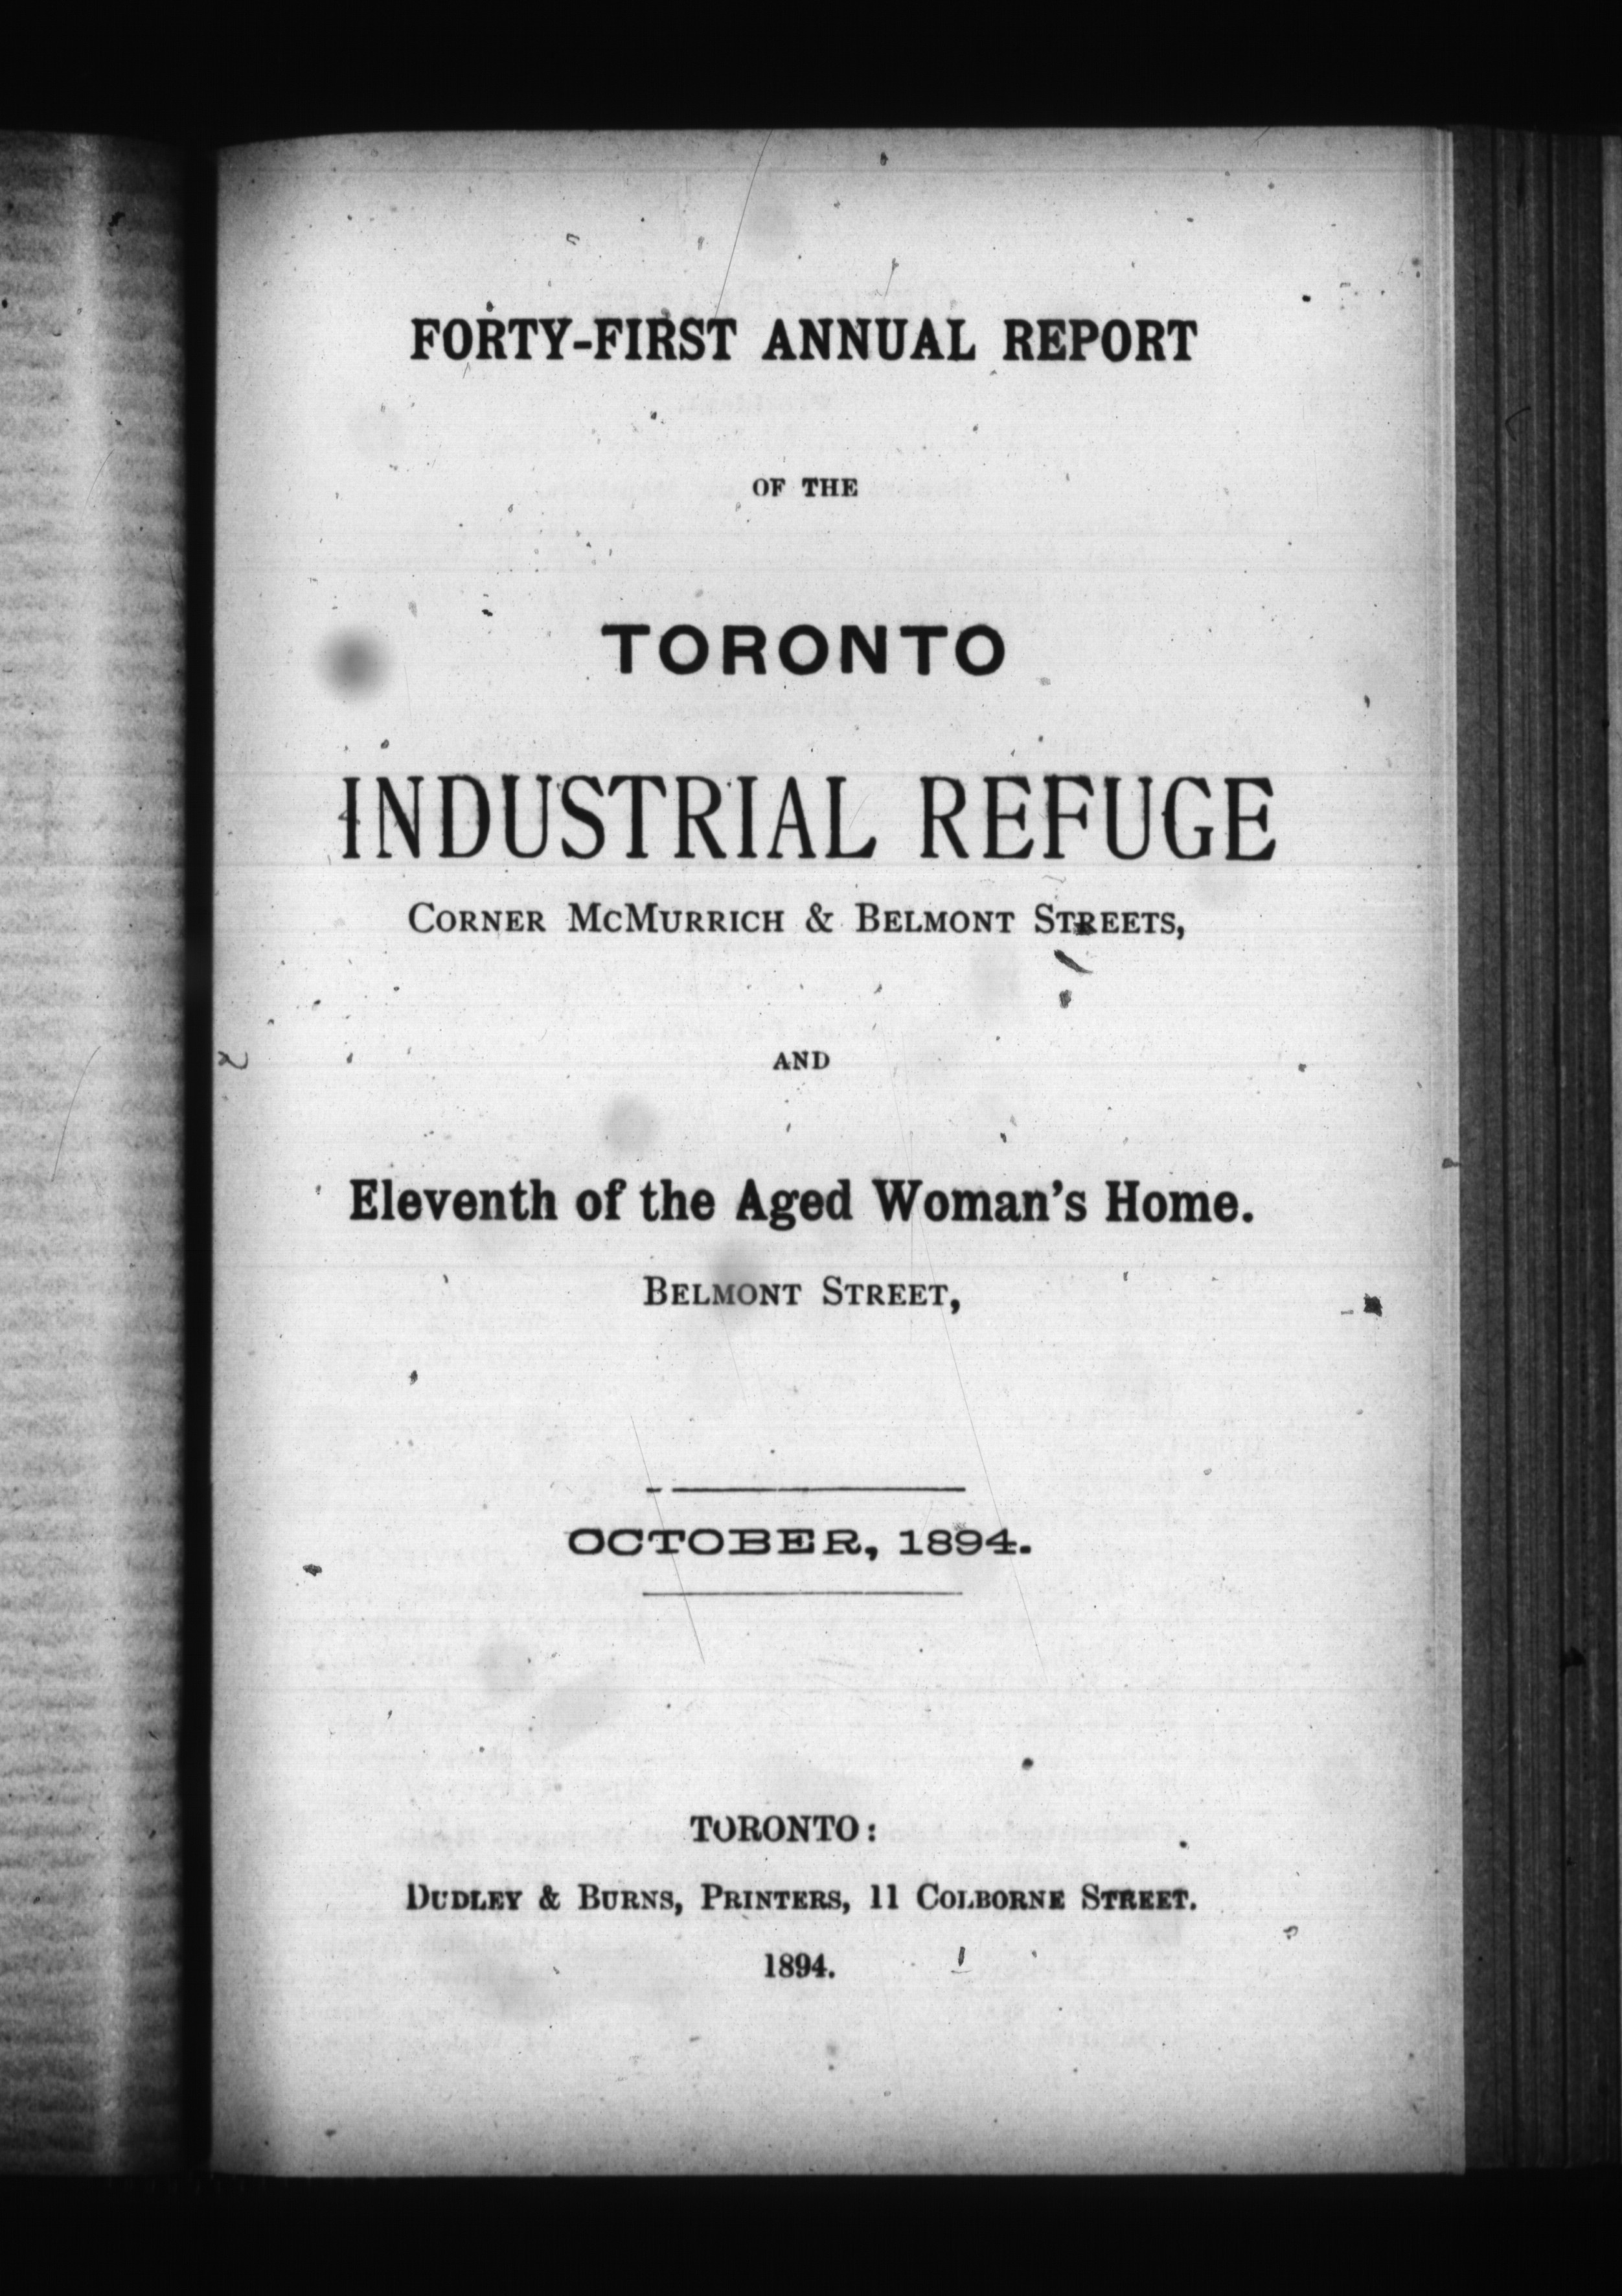 FORTY-FIRST ANNUAL REPORT
OF THE
TORONTO
INDUSTRIAL REFUGE
CORNER MCMURRICH & BELMONT STREETS,
AND
Eleventh of the Aged Woman's Home.
BELMONT STREET,
OCTOBER, 1894.
TORONTO:
DUDLEY & BURNS, PRINTERS, 11 COLBORNE STREET.
1894.